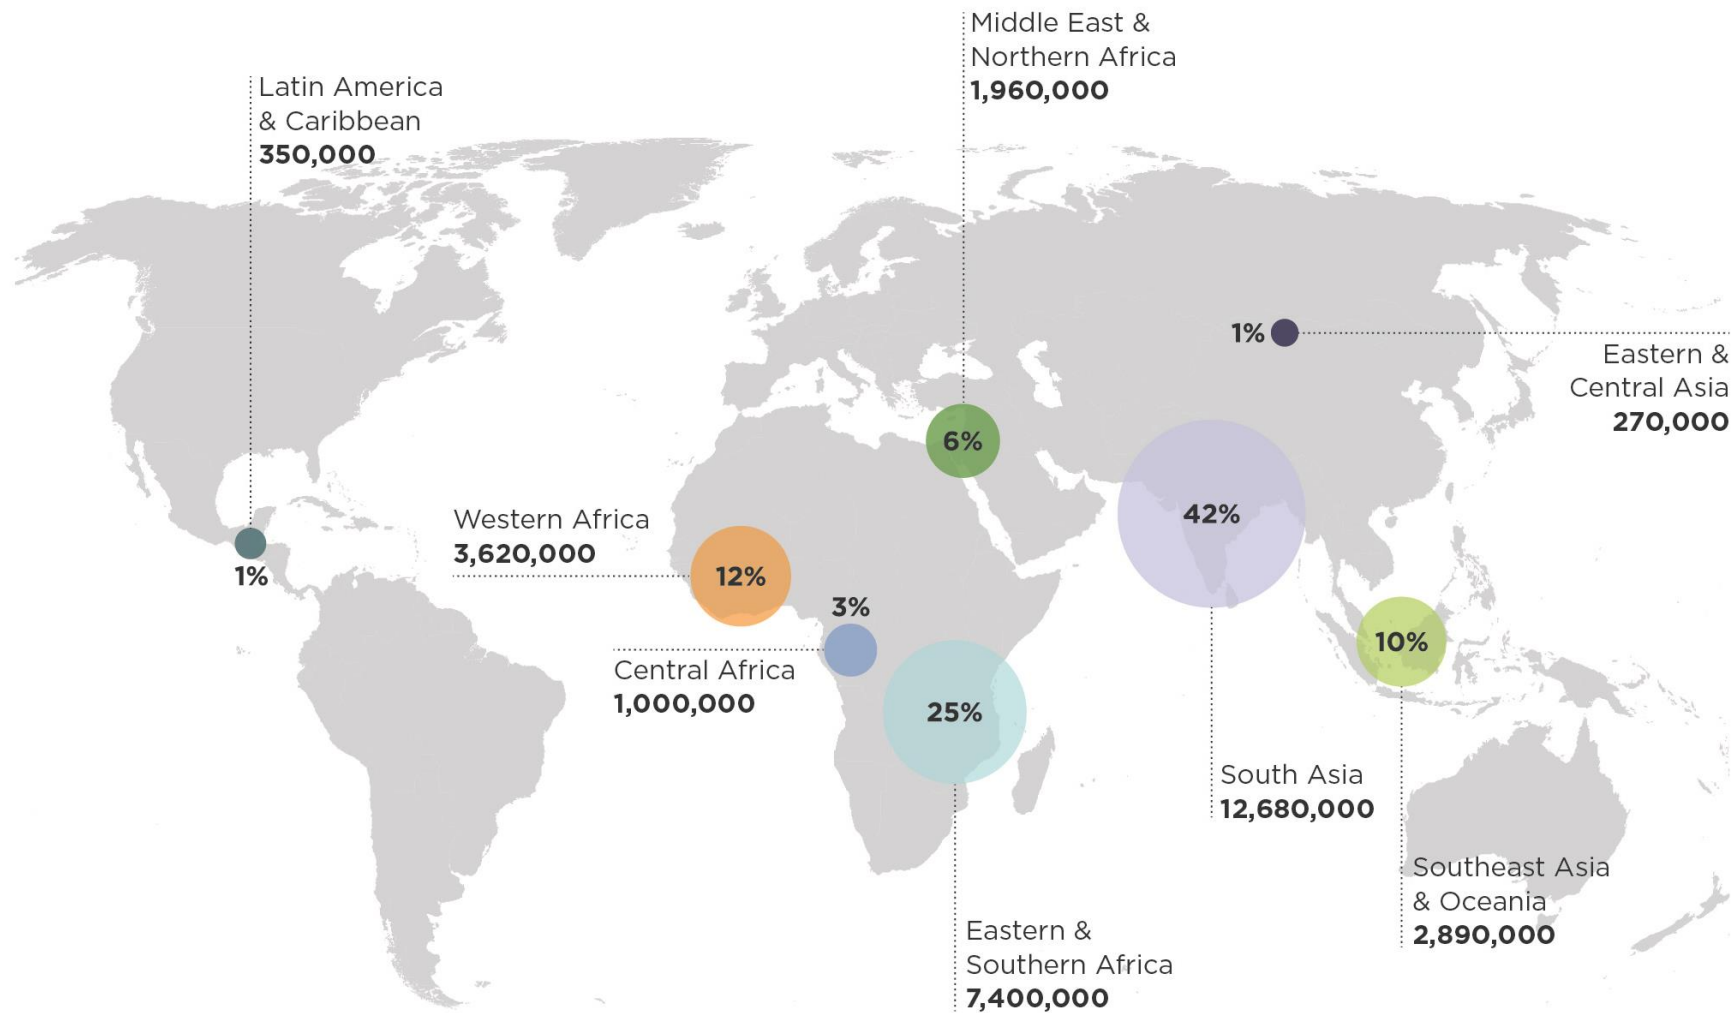 Middle East &
Northern Africa
1,960,000
Latin America
& Caribbean
350,000
1%
Eastern &
Central Asia
270,000
6%
42%
Western Africa
3,620,000
12%
1%
3%
10%
Central Africa
1,000,000
25%
South Asia
12,680,000
Southeast Asia
& Oceania
2,890,000
Eastern &
Southern Africa
7,400,000